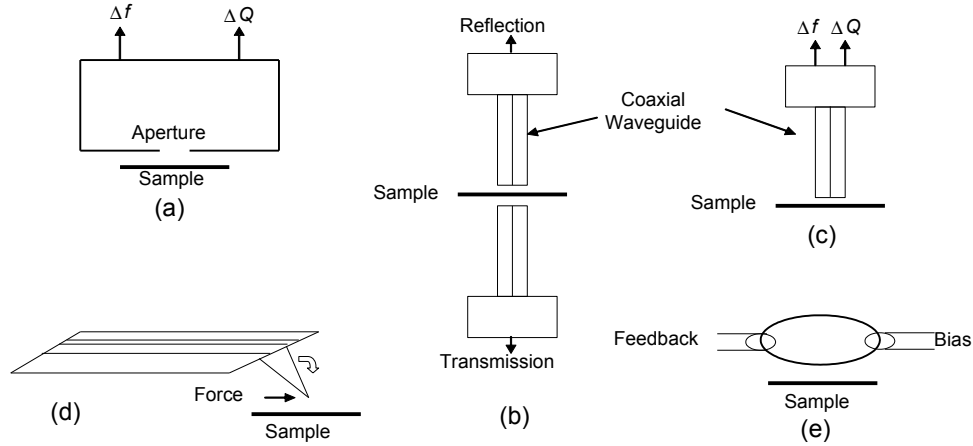 Δf
ΔQ
Aperture
Sample
(a)
Reflection
Coaxial
Waveguide
Sample
Transmission
(b)
Δf
ΔQ
Sample
(c)
Force
Sample
(d)
Feedback
Bias
Sample
(e)